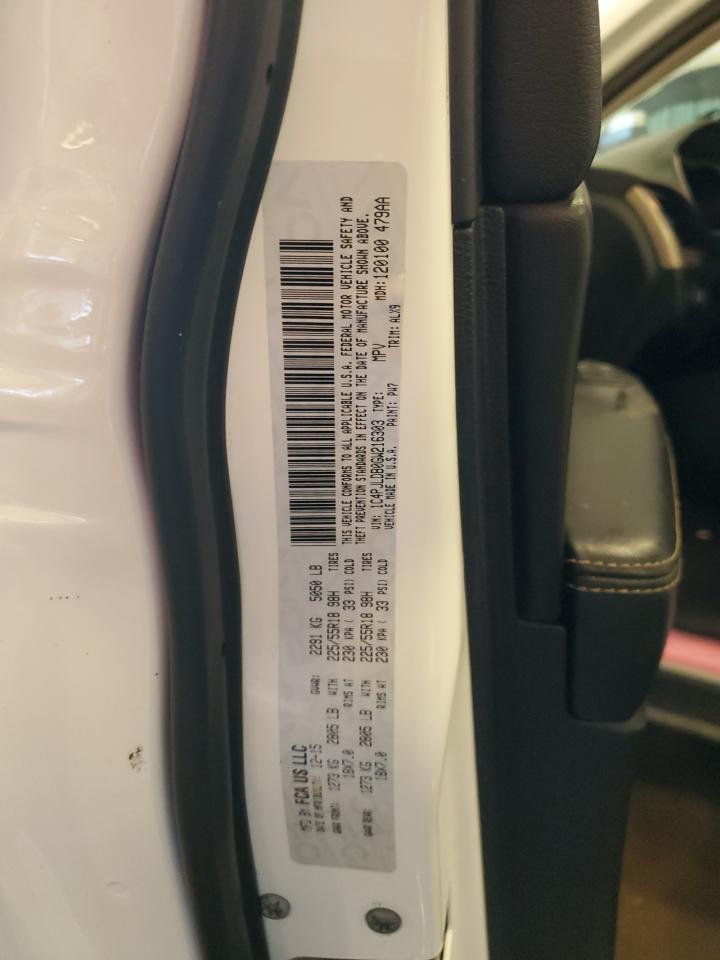 MFG BY FCA US LLC
DATE OF MFR 12-15 GVWR: 2291 KG 5050 LB
GAWR FRONT: 1273 KG 2805 LB WITH 225/55R18 98H TIRES
18X7.0 RIMS AT 230 KPA ( 33 PSI) COLD
GAWR REAR: 1273 KG 2805 LB WITH 225/55R18 98H TIRES
18X7.0 RIMS AT 230 KPA ( 33 PSI) COLD
THIS VEHICLE CONFORMS TO ALL APPLICABLE U.S.A. FEDERAL MOTOR VEHICLE SAFETY AND
THEFT PREVENTION STANDARDS IN EFFECT ON THE DATE OF MANUFACTURE SHOWN ABOVE.
VIN: 1C4PJLDB0GW216303 TYPE: MPV MDH: 120100 479AA
VEHICLE MADE IN U.S.A. PAINT: PW7 TRIM: ALX9